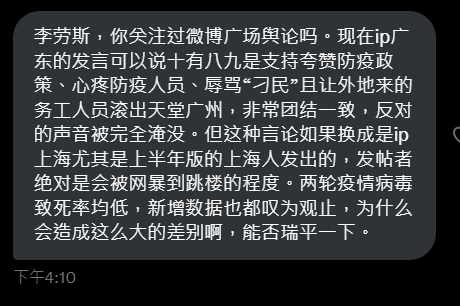 李劳斯，你关注过微博广场舆论吗。现在ip广
东的发言可以说十有八九是支持夸赞防疫政
策、心疼防疫人员、辱骂“刁民”且让外地来的
务工人员滚出天堂广州，非常团结一致，反对
的声音被完全淹没。但这种言论如果换成是ip
上海尤其是上半年版的上海人发出的，发帖者
绝对是会被网暴到跳楼的程度。两轮疫情病毒
致死率均低，新增数据也都叹为观止，为什么
会造成这么大的差别啊，能否瑞平一下。
下午4:10